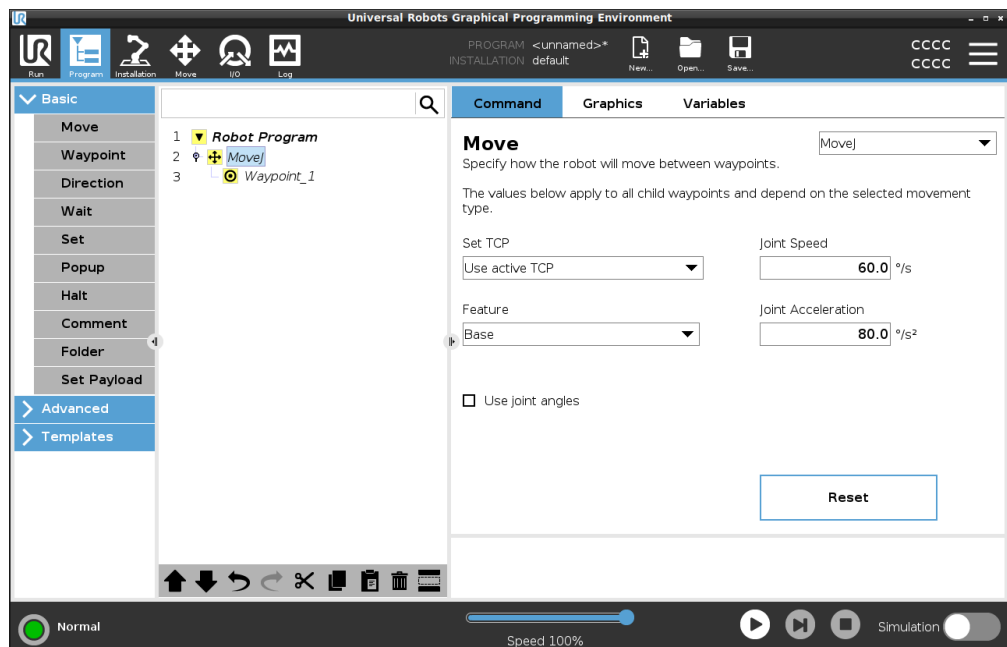 Universal Robots Graphical Programming Environment
UR
Run
Program
Installation
Move
I/O
Log
PROGRAM <unnamed>*
INSTALLATION default
New...
Open...
Save...
CCCC
CCCC
Basic
Move
Waypoint
Direction
Wait
Set
Popup
Halt
Comment
Folder
Set Payload
Advanced
Templates
1 Robot Program
2 MoveJ
3 Waypoint_1
Command Graphics Variables
Move
MoveJ
Specify how the robot will move between waypoints.
The values below apply to all child waypoints and depend on the selected movement
type.
Set TCP
Joint Speed
Use active TCP
60.0 °/s
Feature
Joint Acceleration
Base
80.0 °/s²
Use joint angles
Reset
Normal
Speed 100%
Simulation